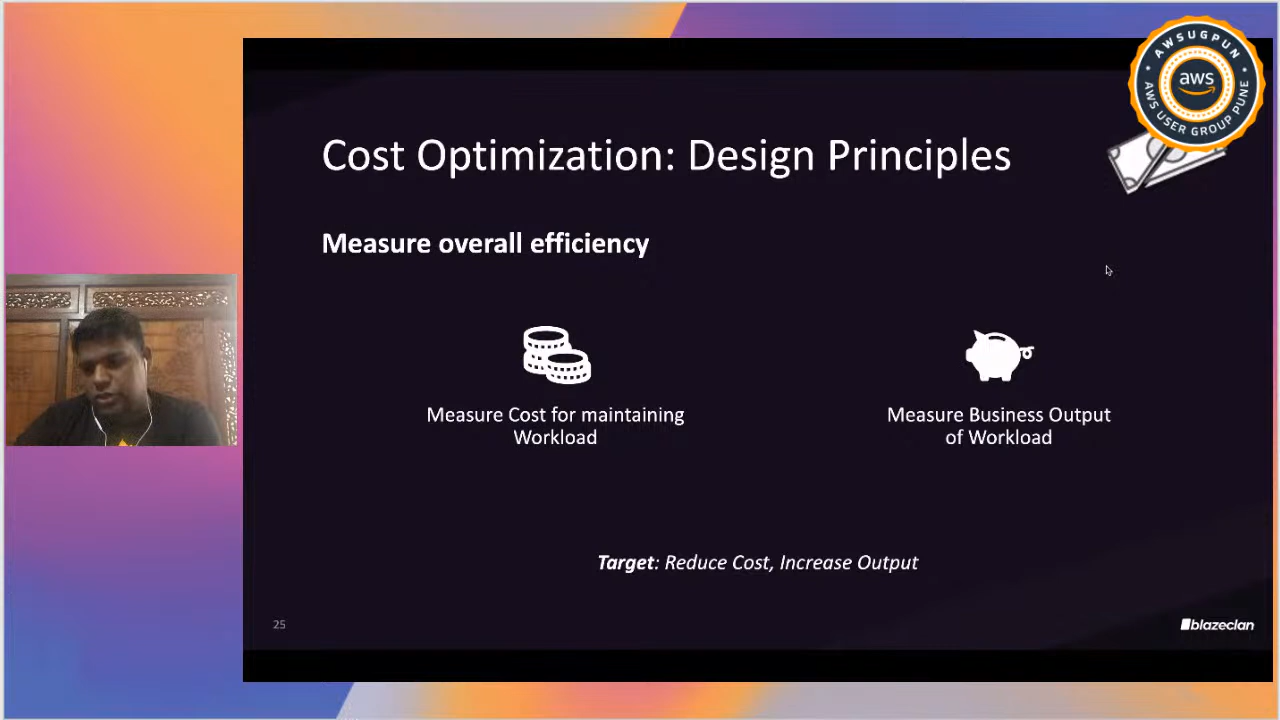 AWSUGPUN
aws
AWS USER GROUP PUNE
Cost Optimization: Design Principles
Measure overall efficiency
Measure Cost for maintaining
Workload
Measure Business Output
of Workload
Target: Reduce Cost, Increase Output
25
blazeclan